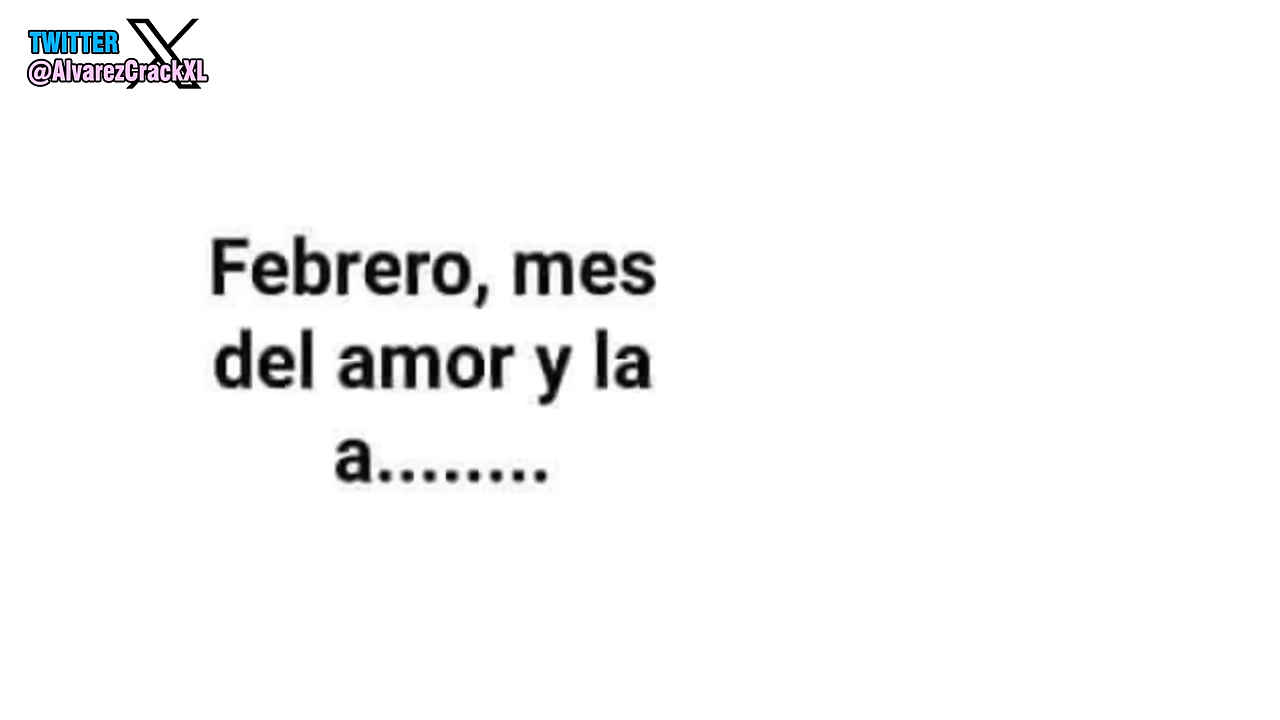 TWITTER
@AlvarezCrackXL
Febrero, mes
del amor y la
a........